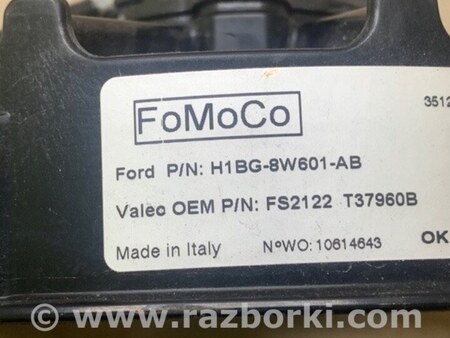 FoMoCo
3512
Ford P/N: H1BG-8W601-AB
Valeo OEM P/N: FS2122 T37960B
Made in Italy N°WO: 10614643 OK
© www.razborki.com